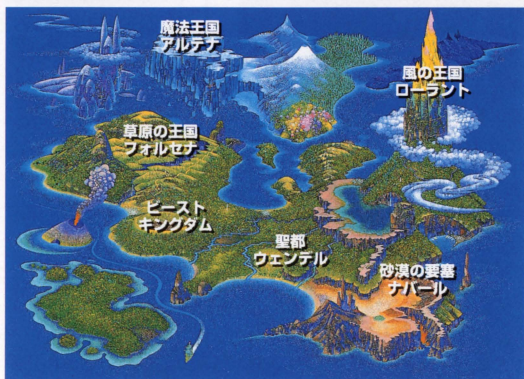 魔法王国
アルテナ
風の王国
ローラント
草原の王国
フォルセナ
ビースト
キングダム
聖都
ウェンデル
砂漠の要塞
ナバール